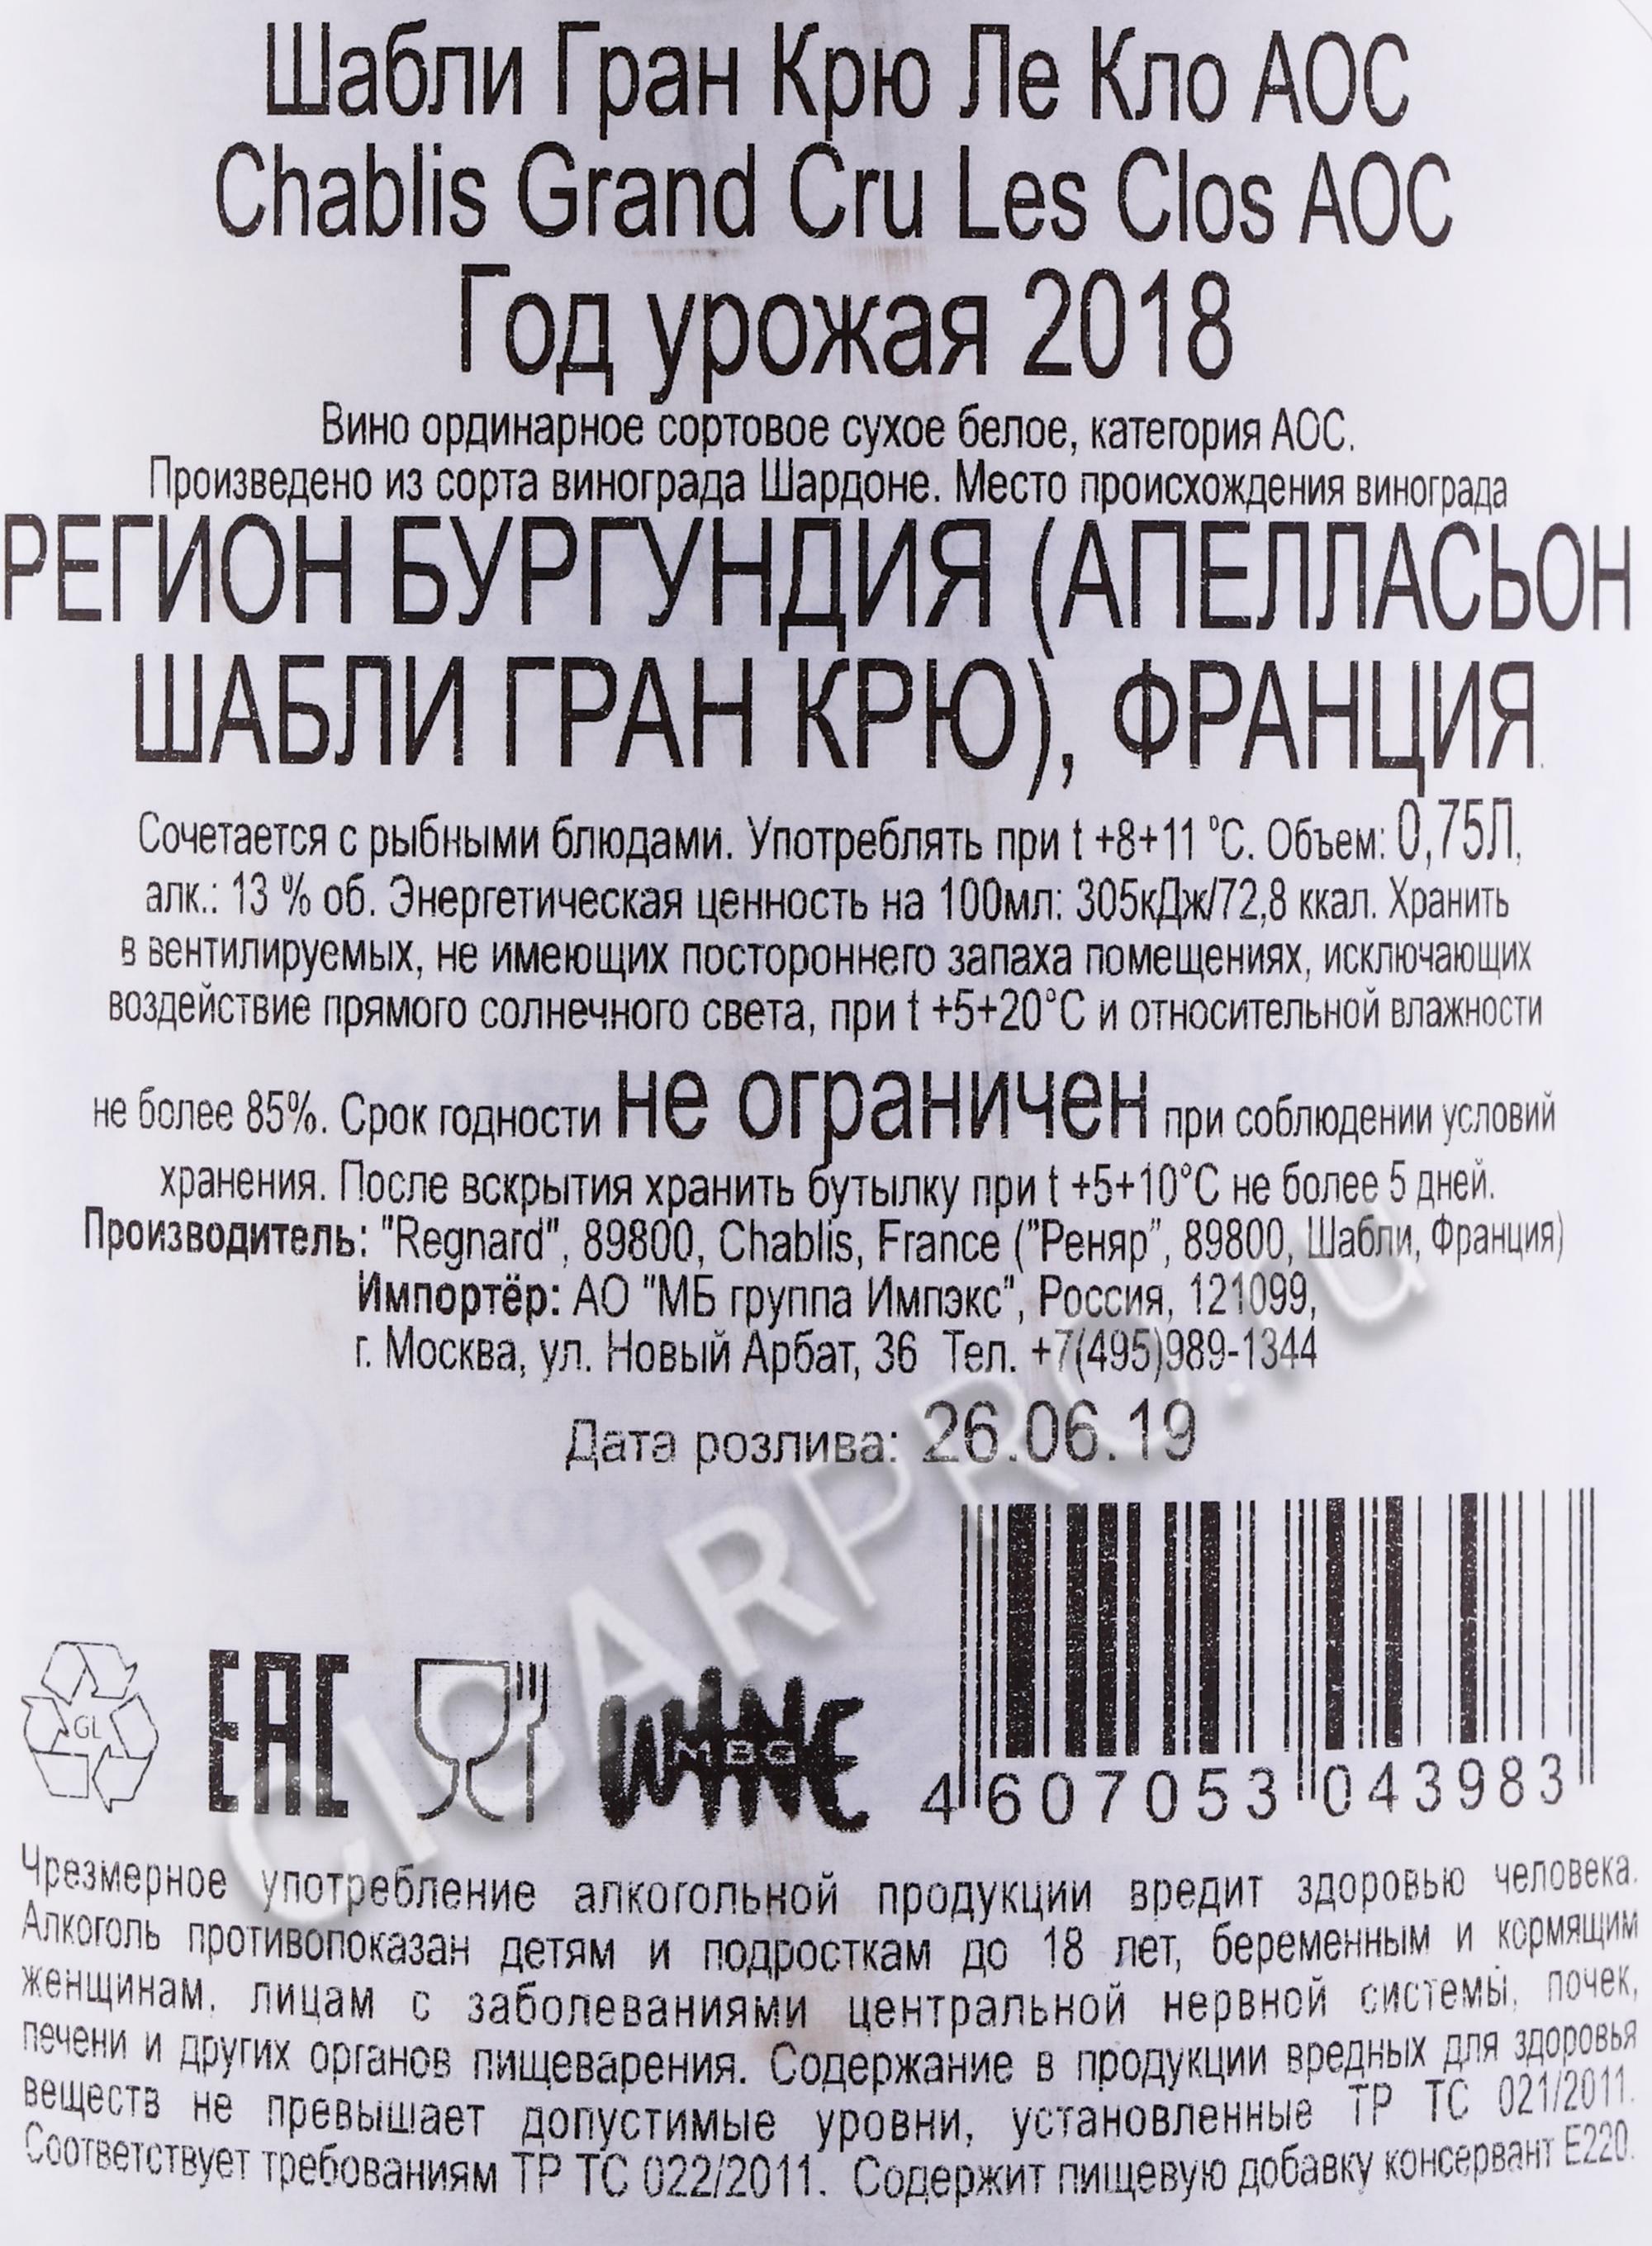 Шабли Гран Крю Ле Кло АОС
Chablis Grand Cru Les Clos AOC
Год урожая 2018
Вино ординарное сортовое сухое белое, категория АОС.
Произведено из сорта винограда Шардоне. Место происхождения винограда
РЕГИОН БУРГУНДИЯ (АПЕЛЛАСЬОН
ШАБЛИ ГРАН КРЮ), ФРАНЦИЯ.
Сочетается с рыбными блюдами. Употреблять при t +8+11 °C. Объем: 0,75Л,
алк.: 13 % об. Энергетическая ценность на 100мл: 305кДж/72,8 ккал. Хранить
в вентилируемых, не имеющих постороннего запаха помещениях, исключающих
воздействие прямого солнечного света, при t +5+20°C и относительной влажности
не более 85%. Срок годности не ограничен при соблюдении условий
хранения. После вскрытия хранить бутылку при t +5+10°C не более 5 дней.
Производитель: "Regnard", 89800, Chablis, France ("Реняр", 89800, Шабли, Франция)
Импортёр: АО "МБ группа Импэкс", Россия, 121099,
г. Москва, ул. Новый Арбат, 36 Тел. +7(495)989-1344
Дата розлива: 26.06.19
CIGARPRO.ru
GL
EAC
WINE
MBG
4 607053 043983
Чрезмерное употребление алкогольной продукции вредит здоровью человека.
Алкоголь противопоказан детям и подросткам до 18 лет, беременным и кормящим
женщинам, лицам с заболеваниями центральной нервной системы, почек,
печени и других органов пищеварения. Содержание в продукции вредных для здоровья
веществ не превышает допустимые уровни, установленные ТР ТС 021/2011.
Соответствует требованиям ТР ТС 022/2011. Содержит пищевую добавку консервант Е220.